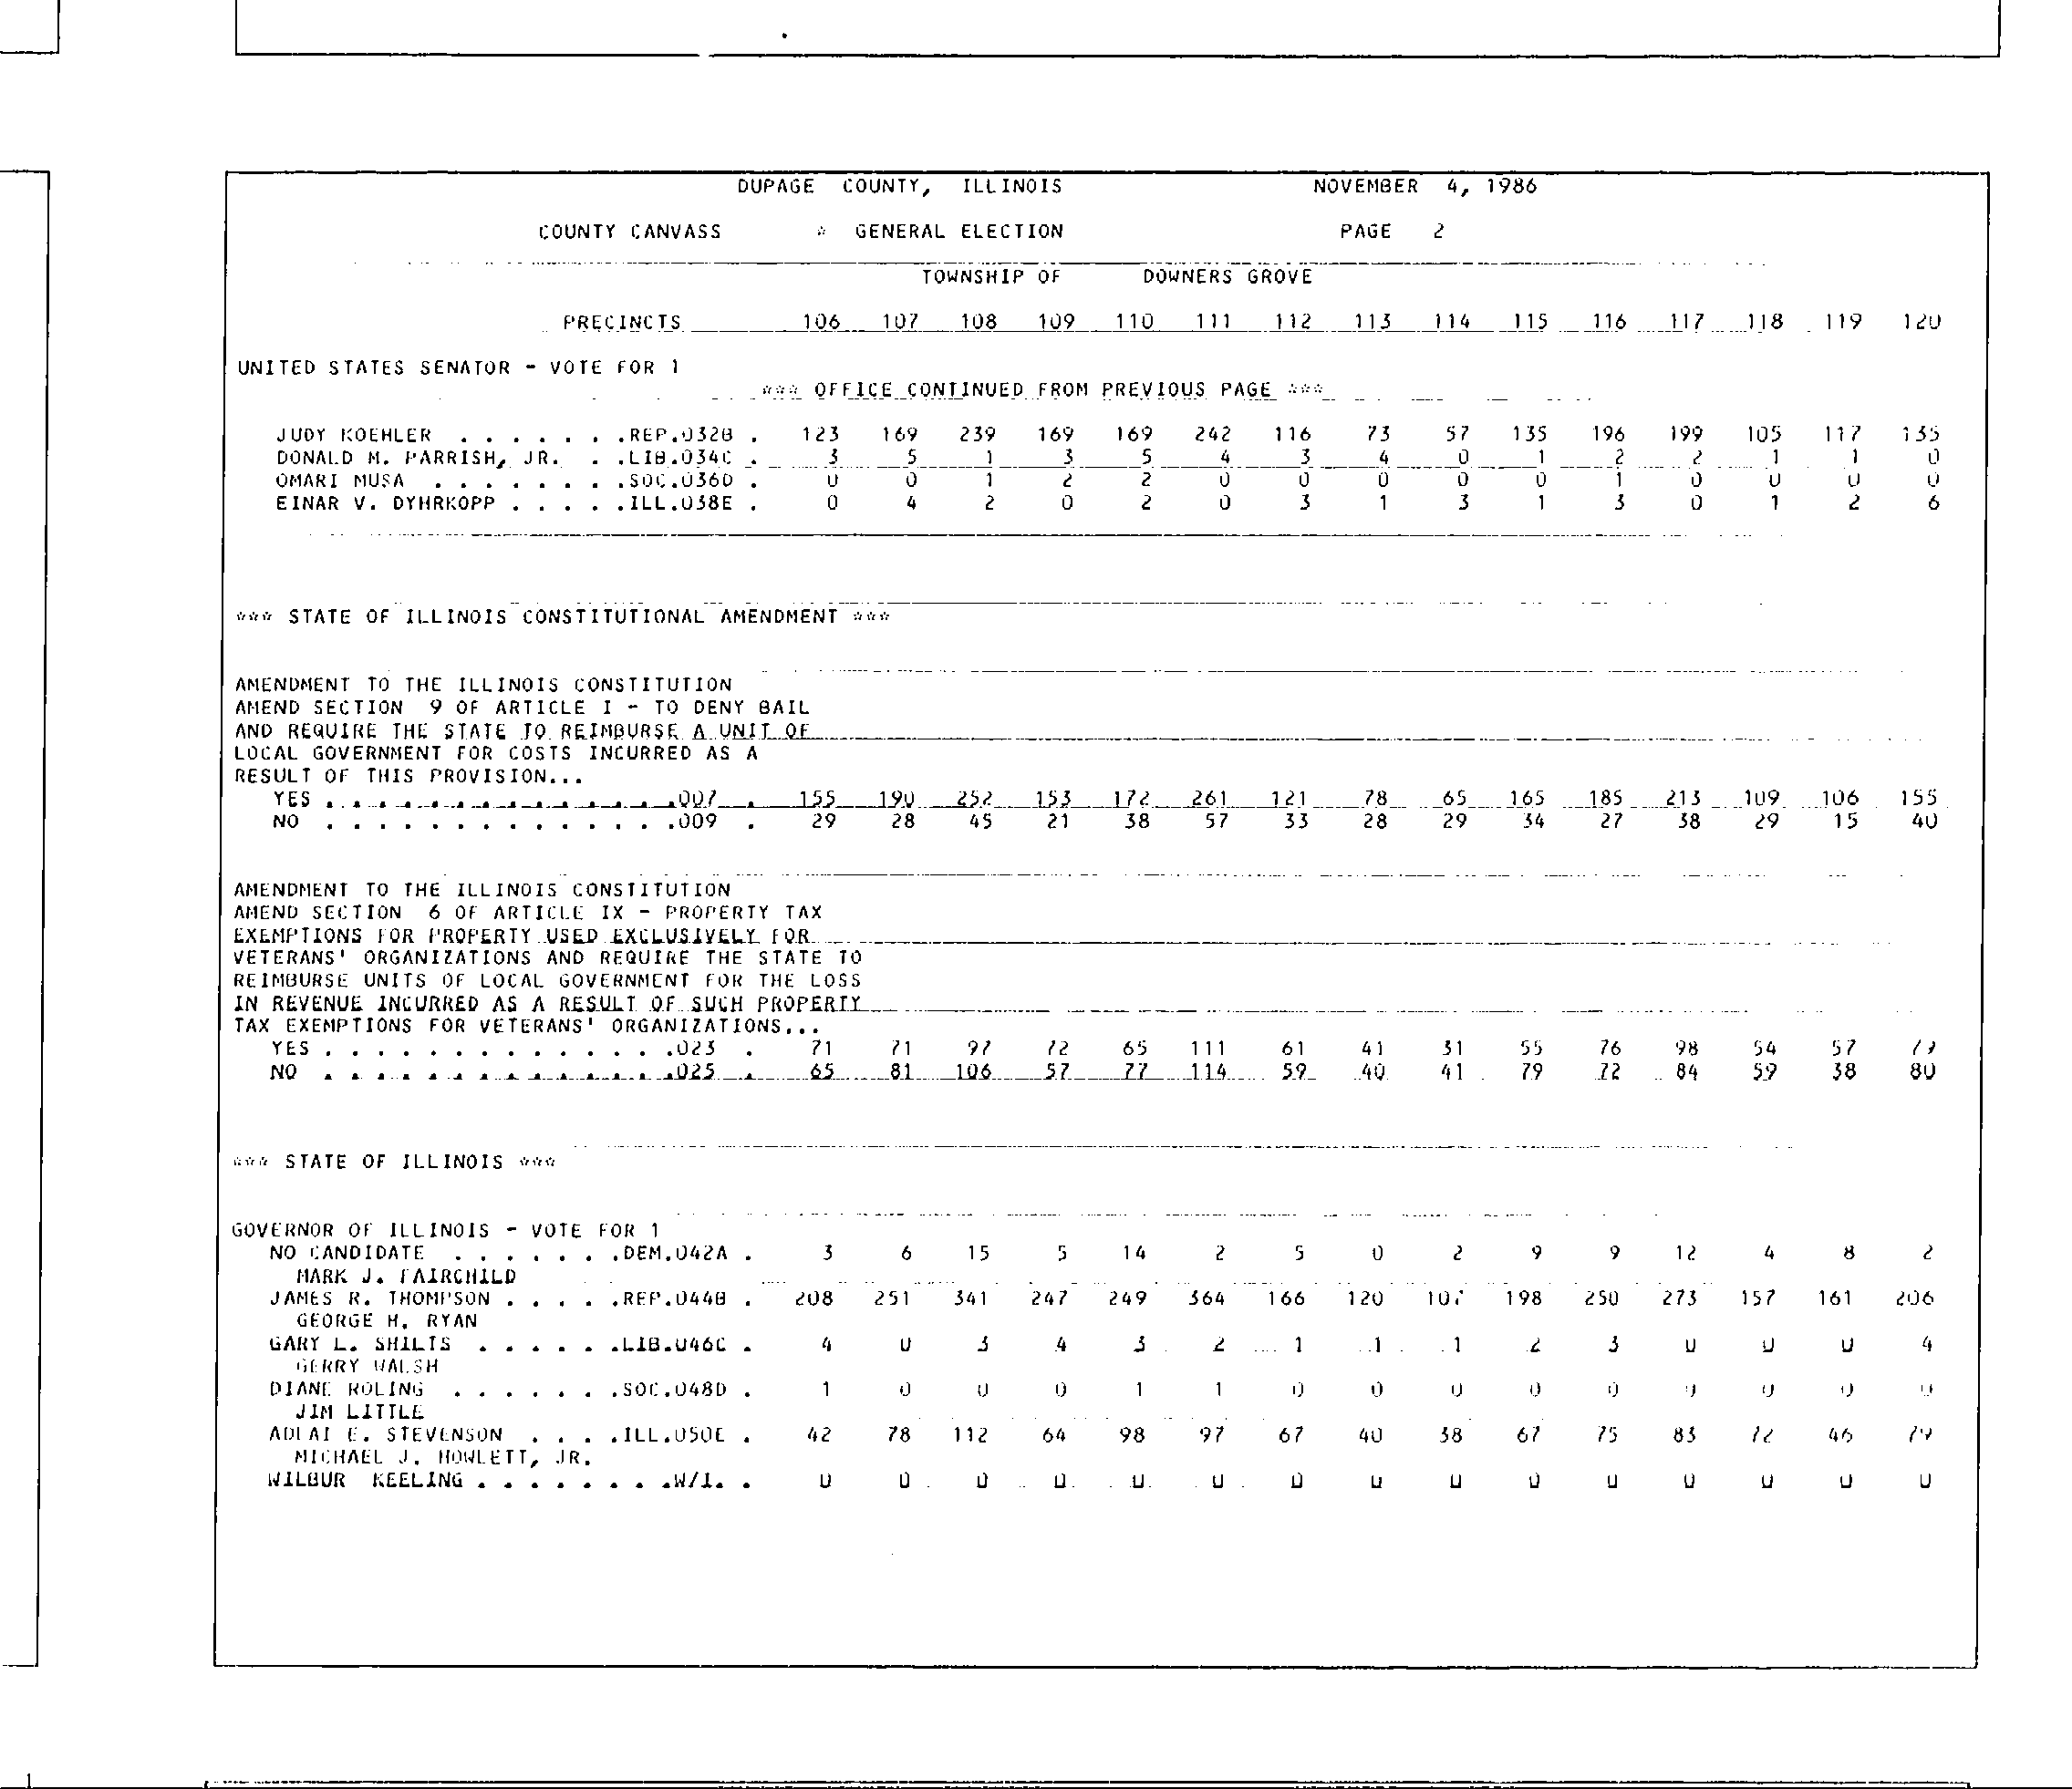 DUPAGE COUNTY, ILLINOIS NOVEMBER 4, 1986
COUNTY CANVASS * GENERAL ELECTION PAGE 2
TOWNSHIP OF DOWNERS GROVE
PRECINCTS 106 107 108 109 110 111 112 113 114 115 116 117 118 119 120
UNITED STATES SENATOR - VOTE FOR 1
*** OFFICE CONTINUED FROM PREVIOUS PAGE ***
JUDY KOEHLER . . . . . . .REP.032B . 123 169 239 169 169 242 116 73 57 135 196 199 105 117 135
DONALD M. PARRISH, JR. . .LIB.034C . 3 5 1 3 5 4 3 4 0 1 2 2 1 1 0
OMARI MUSA . . . . . . . .SOC.036D . 0 0 1 2 2 0 0 0 0 0 1 0 0 0 0
EINAR V. DYHRKOPP . . . . .ILL.038E . 0 4 2 0 2 0 3 1 3 1 3 0 1 2 6
*** STATE OF ILLINOIS CONSTITUTIONAL AMENDMENT ***
AMENDMENT TO THE ILLINOIS CONSTITUTION
AMEND SECTION 9 OF ARTICLE I - TO DENY BAIL
AND REQUIRE THE STATE TO REIMBURSE A UNIT OF
LOCAL GOVERNMENT FOR COSTS INCURRED AS A
RESULT OF THIS PROVISION...
YES . . . . . . . . . . . . . .007 . 155 190 252 153 172 261 121 78 65 165 185 213 109 106 155
NO . . . . . . . . . . . . . .009 . 29 28 45 21 38 57 33 28 29 34 27 38 29 15 40
AMENDMENT TO THE ILLINOIS CONSTITUTION
AMEND SECTION 6 OF ARTICLE IX - PROPERTY TAX
EXEMPTIONS FOR PROPERTY USED EXCLUSIVELY FOR
VETERANS' ORGANIZATIONS AND REQUIRE THE STATE TO
REIMBURSE UNITS OF LOCAL GOVERNMENT FOR THE LOSS
IN REVENUE INCURRED AS A RESULT OF SUCH PROPERTY
TAX EXEMPTIONS FOR VETERANS' ORGANIZATIONS...
YES . . . . . . . . . . . . . .023 . 71 71 97 72 65 111 61 41 31 55 76 98 54 57
NO . . . . . . . . . . . . . .025 . 65 81 106 57 77 114 59 40 41 79 72 84 59 38 80
*** STATE OF ILLINOIS ***
GOVERNOR OF ILLINOIS - VOTE FOR 1
NO CANDIDATE . . . . . . .DEM.042A . 3 6 15 5 14 2 5 0 2 9 9 12 4 8 2
MARK J. FAIRCHILD
JAMES R. THOMPSON . . . . .REP.044B . 208 251 341 247 249 364 166 120 107 198 250 273 157 161 206
GEORGE H. RYAN
GARY L. SHILTS . . . . . .LIB.046C . 4 0 3 4 3 2 1 1 1 2 3 0 0 0 4
GERRY WALSH
DIANE ROLING . . . . . . .SOC.048D . 1 0 0 0 1 1 0 0 0 0 0 0 0 0 0
JIM LITTLE
ADLAI E. STEVENSON . . . .ILL.050E . 42 78 112 64 98 97 67 40 38 67 75 83 72 46 79
MICHAEL J. HOWLETT, JR.
WILBUR KEELING . . . . . . . .W/I. . 0 0 0 0 0 0 0 0 0 0 0 0 0 0 0